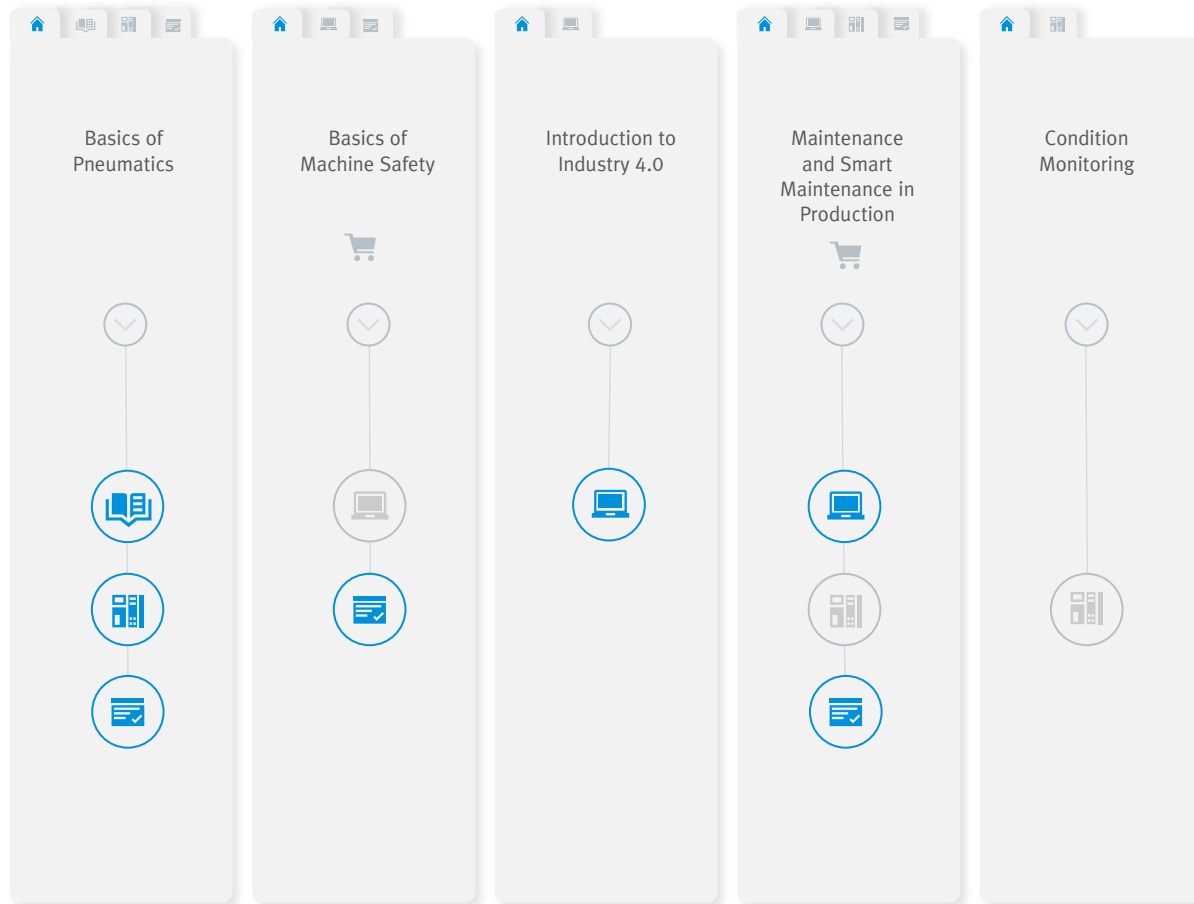 Basics of
Pneumatics
Basics of
Machine Safety
Introduction to
Industry 4.0
Maintenance
and Smart
Maintenance in
Production
Condition
Monitoring